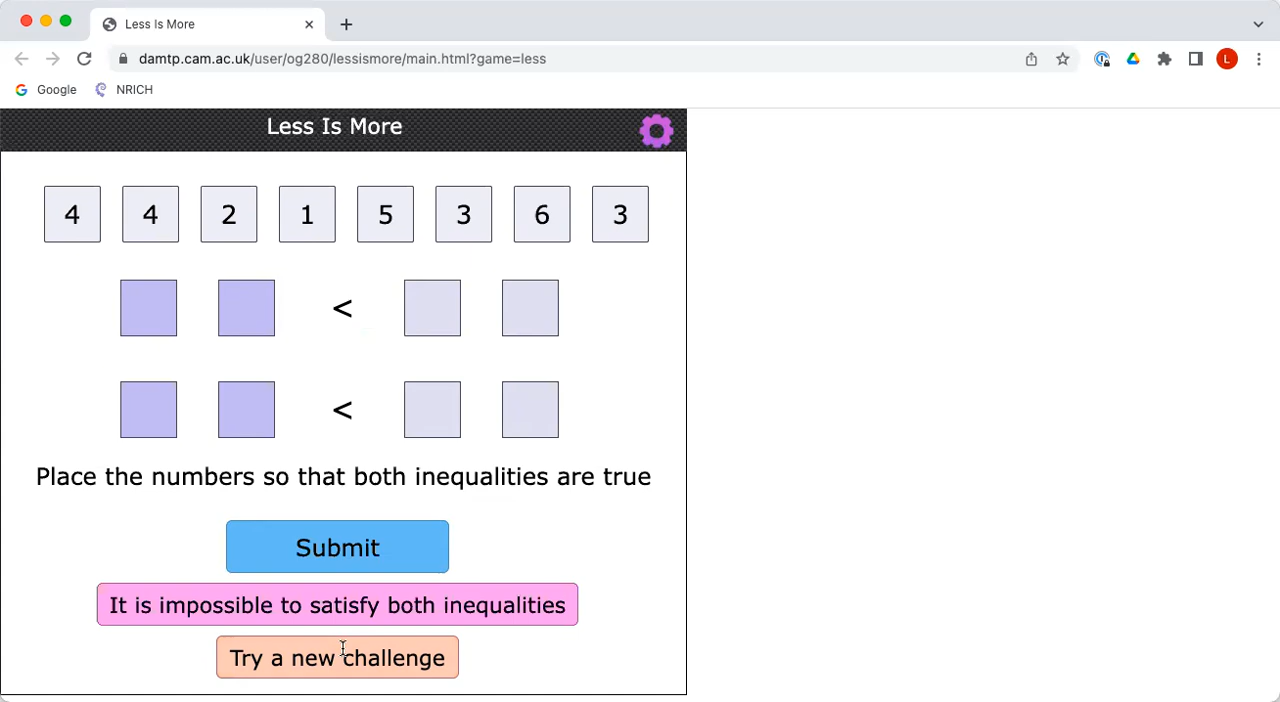 Less Is More
damtp.cam.ac.uk/user/og280/lessismore/main.html?game=less
L
Google NRICH
Less Is More
4 4 2 1 5 3 6 3
<
<
Place the numbers so that both inequalities are true
Submit
It is impossible to satisfy both inequalities
Try a new challenge